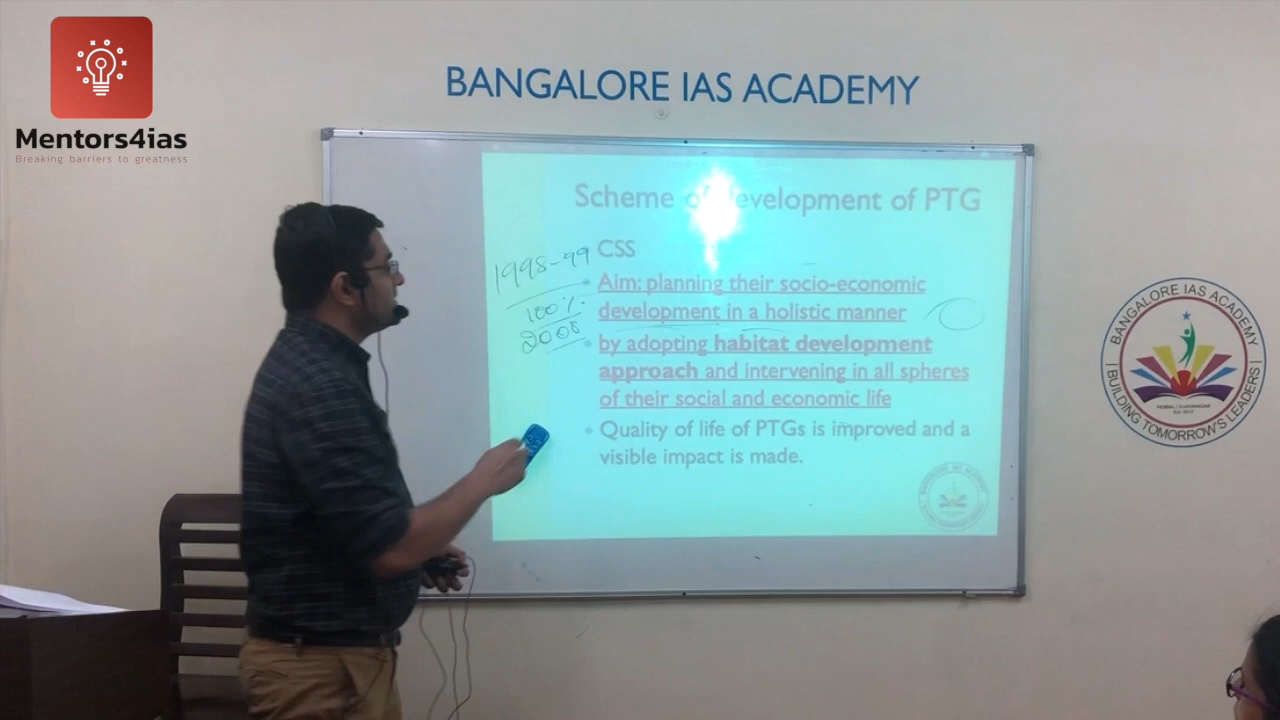 Mentors4ias
Breaking barriers to greatness
BANGALORE IAS ACADEMY
Scheme of development of PTG
CSS
1998-99
100%
2008
Aim: planning their socio-economic
development in a holistic manner
by adopting habitat development
approach and intervening in all spheres
of their social and economic life
Quality of life of PTGs is improved and a
visible impact is made.
BANGALORE IAS ACADEMY
BUILDING TOMORROW'S LEADERS